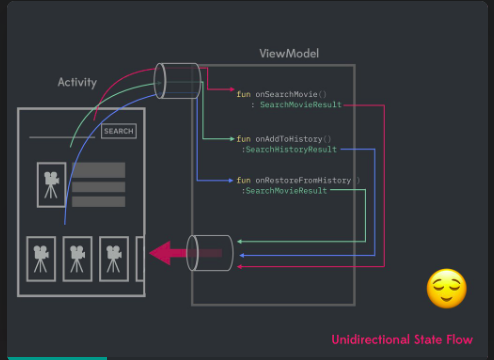 ViewModel
Activity
SEARCH
fun onSearchMovie()
: SearchMovieResult
fun onAddToHistory()
:SearchHistoryResult
fun onRestoreFromHistory()
:SearchMovieResult
Unidirectional State Flow